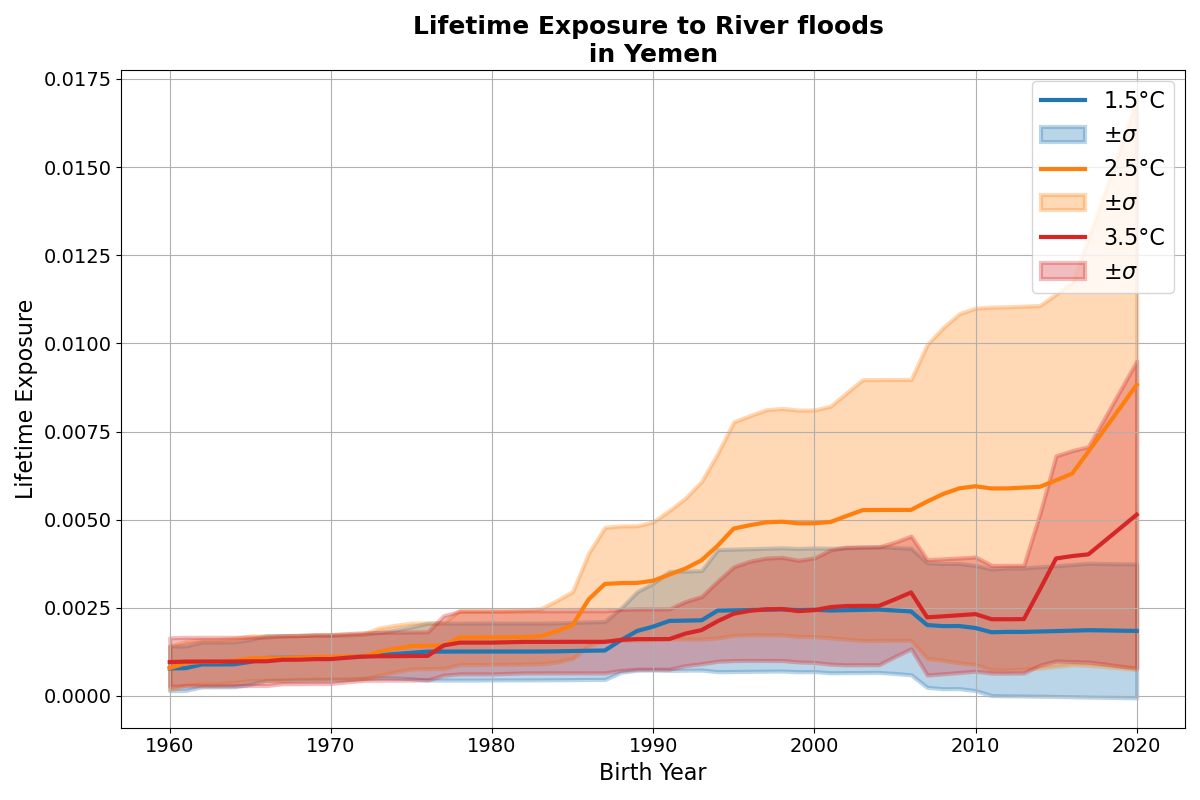 Lifetime Exposure to River floods
in Yemen
0.0175
0.0150
0.0125
0.0100
0.0075
0.0050
0.0025
0.0000
Lifetime Exposure
1960
1970
1980
1990
2000
2010
2020
Birth Year
1.5°C
±σ
2.5°C
±σ
3.5°C
±σ